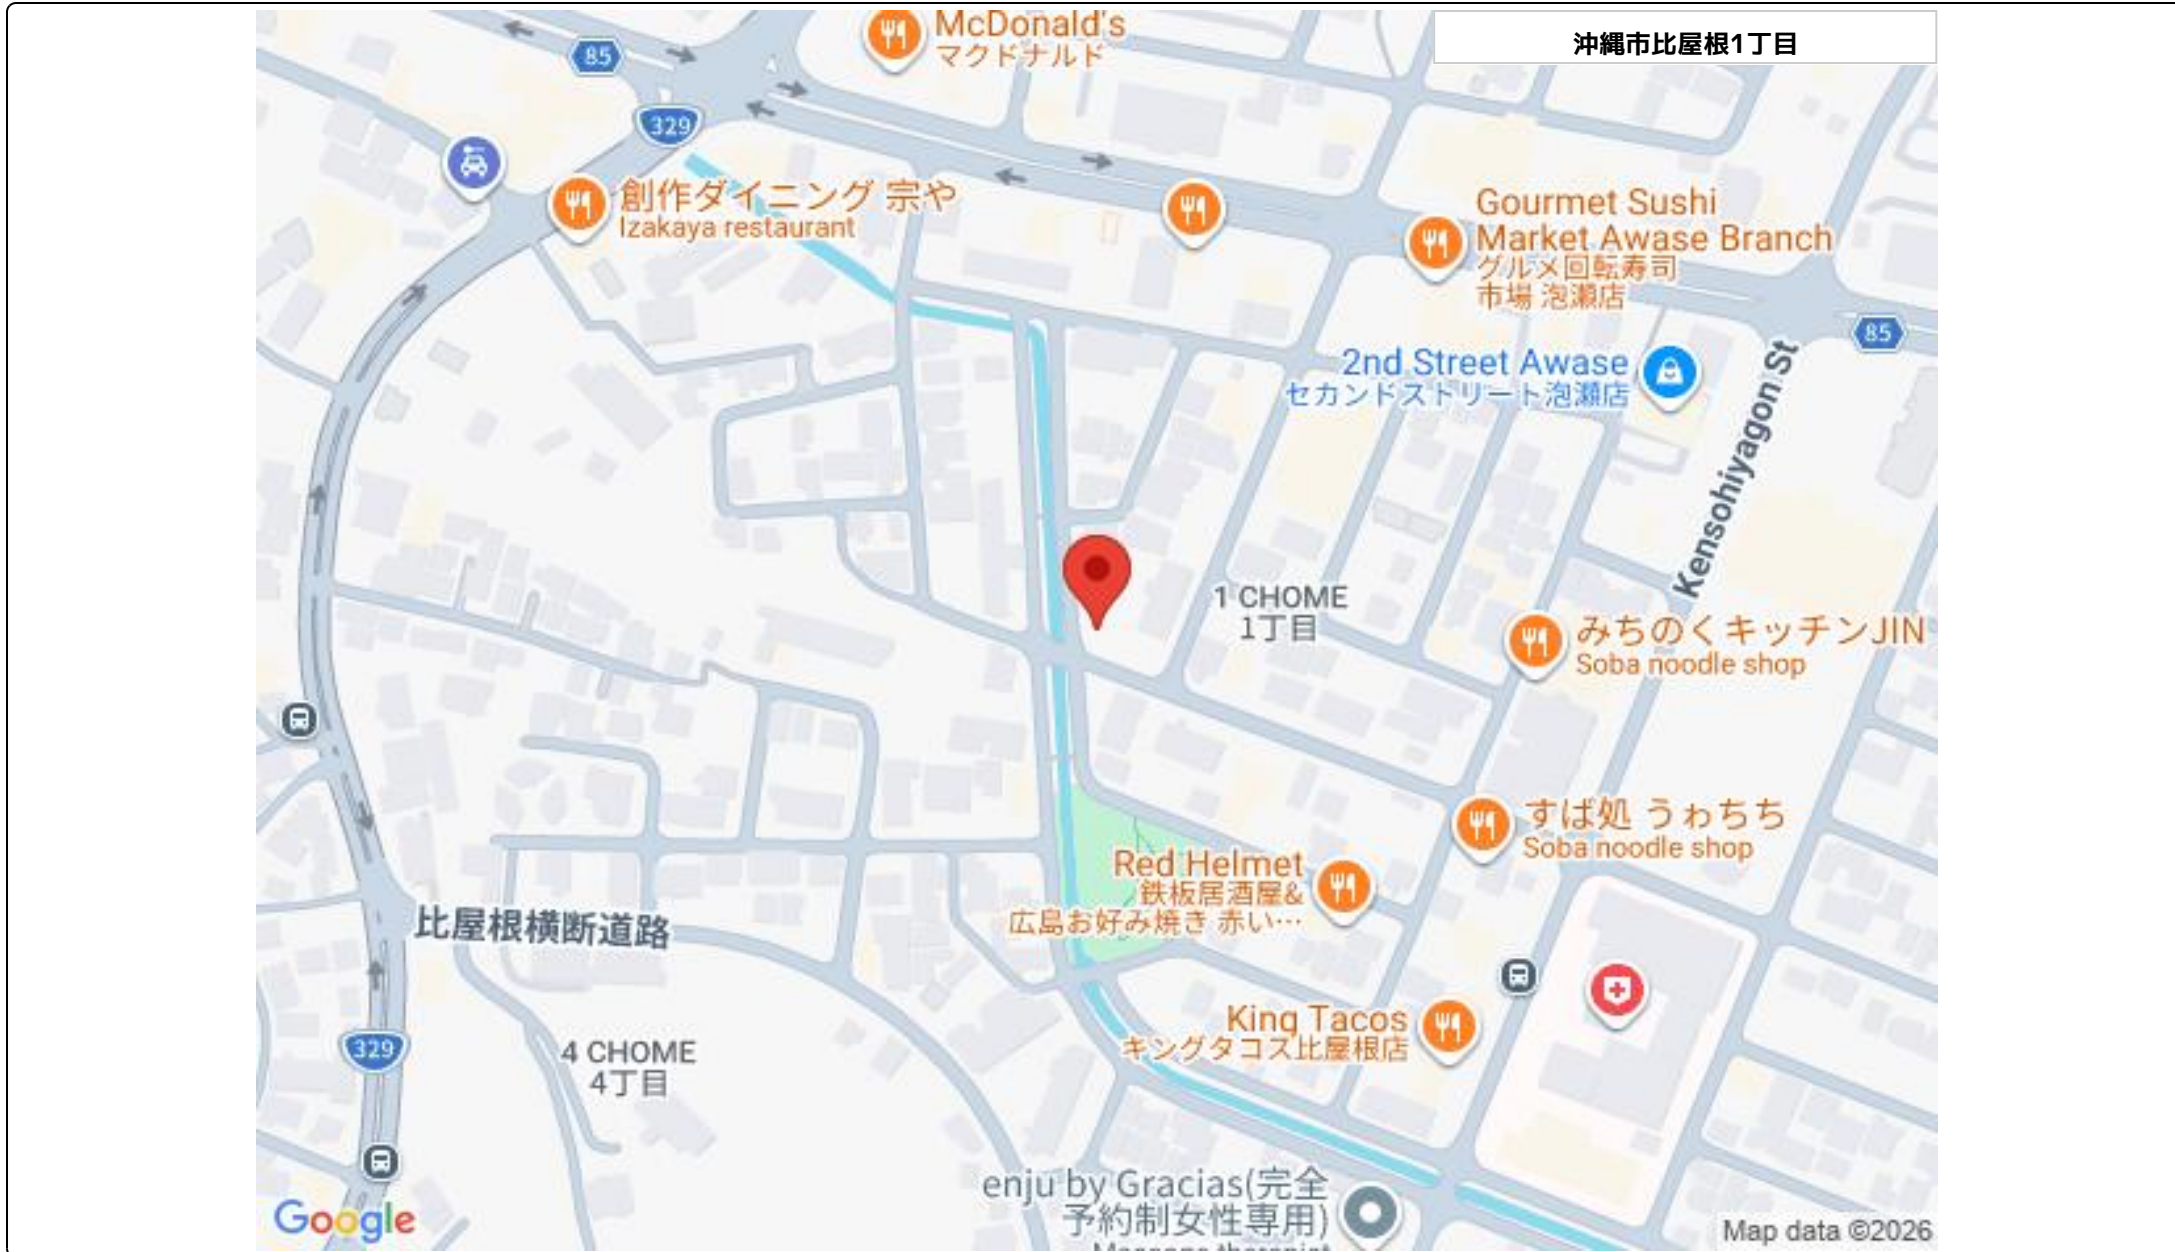 McDonald's
マクドナルド
沖縄市比屋根1丁目
85
329
創作ダイニング 宗や
Izakaya restaurant
Gourmet Sushi
Market Awase Branch
グルメ回転寿司
市場 泡瀬店
85
2nd Street Awase
セカンドストリート泡瀬店
Kensohiyagon St
1 CHOME
1丁目
みちのくキッチンJIN
Soba noodle shop
すば処 うゎちち
Soba noodle shop
Red Helmet
鉄板居酒屋&
広島お好み焼き 赤い…
比屋根横断道路
King Tacos
キングタコス比屋根店
329
4 CHOME
4丁目
enju by Gracias(完全
予約制女性専用)
Google
Map data ©2026